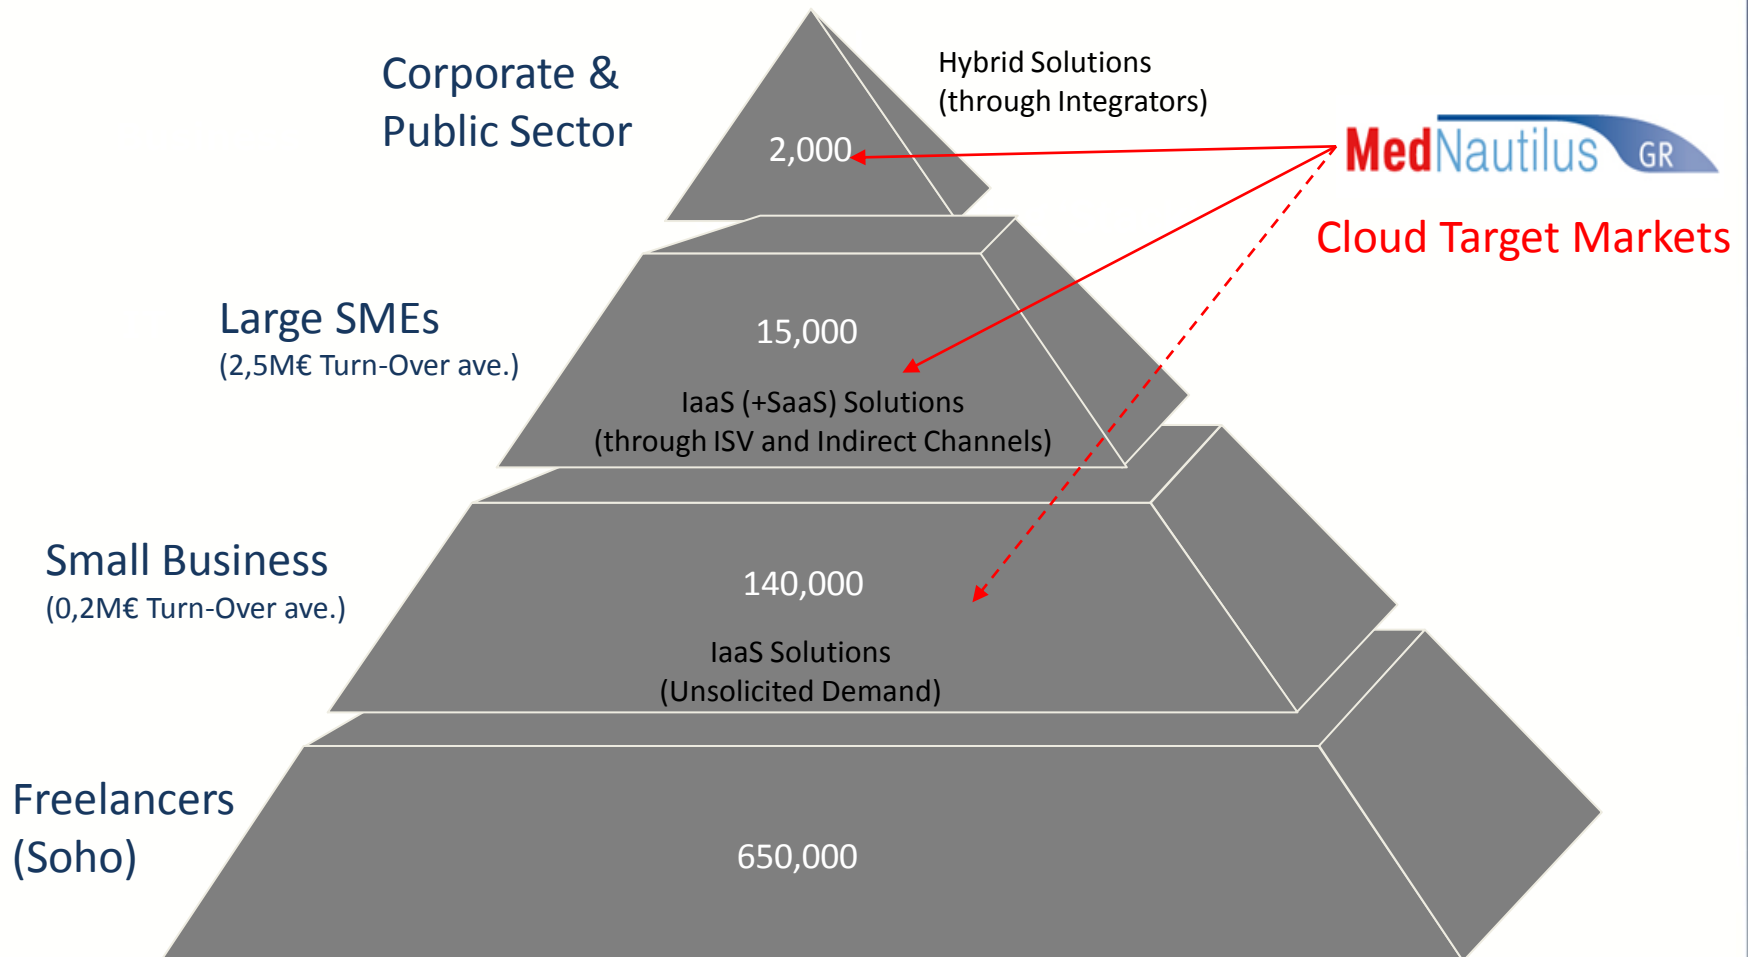 Corporate &
Public Sector
Hybrid Solutions
(through Integrators)
2,000
MedNautilus GR
Cloud Target Markets
Large SMEs
(2,5M€ Turn-Over ave.)
15,000
IaaS (+SaaS) Solutions
(through ISV and Indirect Channels)
Small Business
(0,2M€ Turn-Over ave.)
140,000
IaaS Solutions
(Unsolicited Demand)
Freelancers
(Soho)
650,000